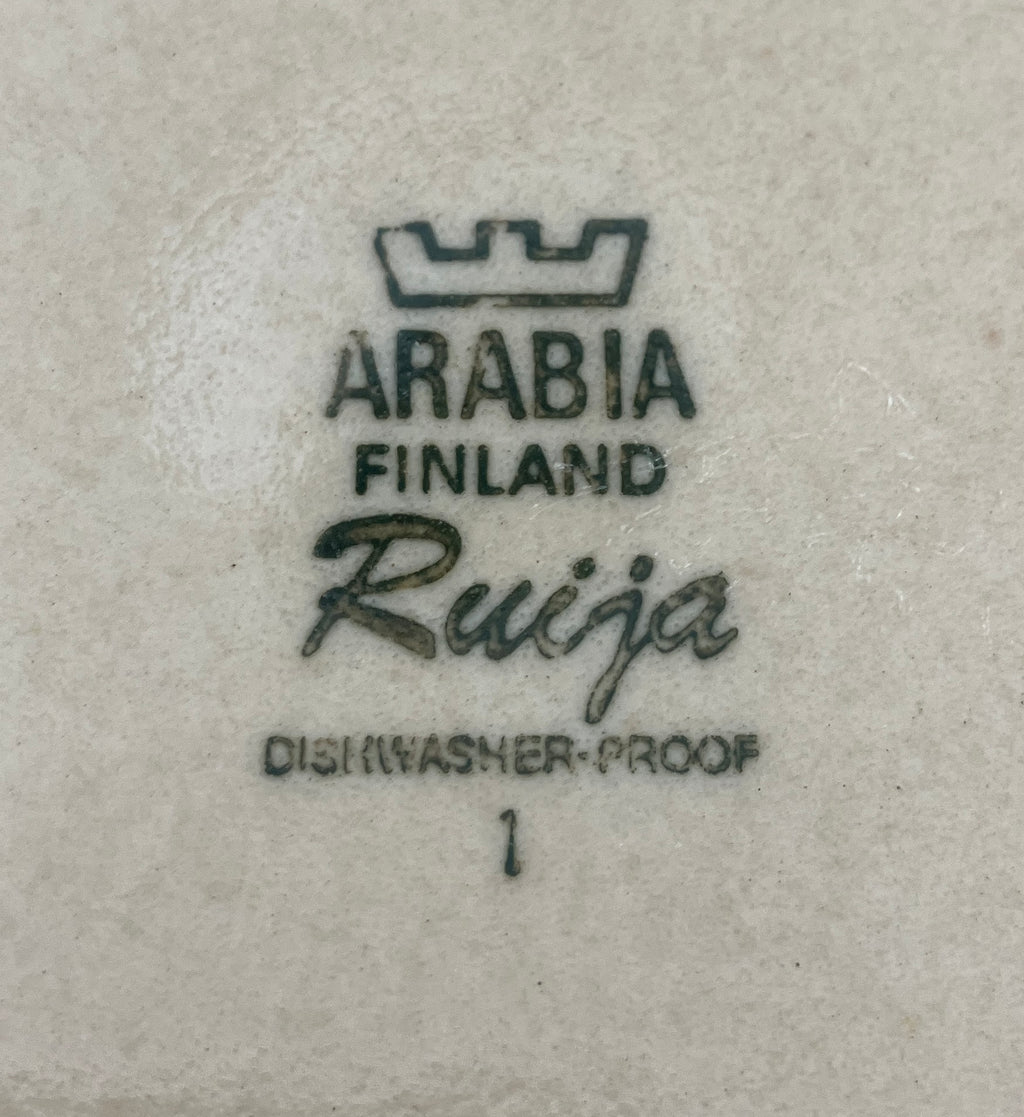 ARABIA
FINLAND
Ruija
DISHWASHER-PROOF
1